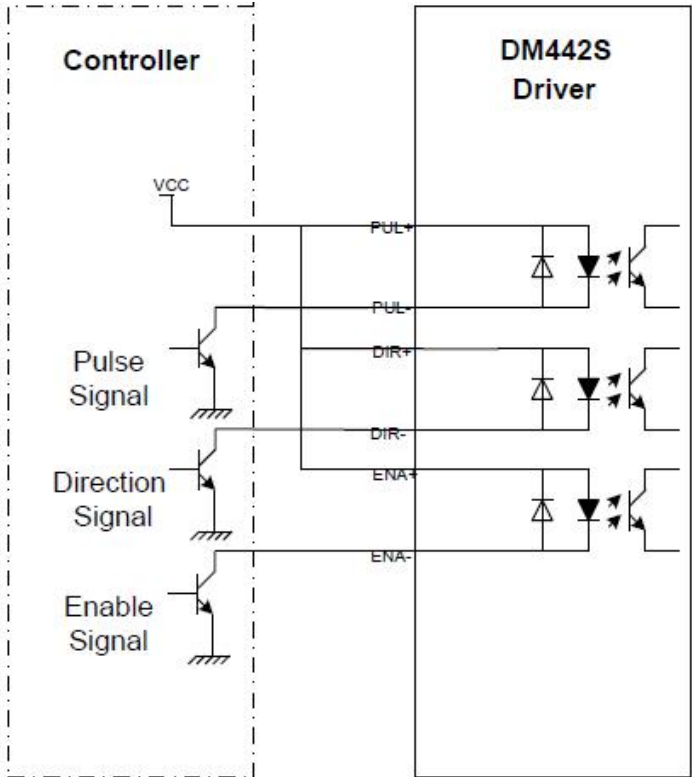 Controller
DM442S
Driver
VCC
PUL+
PUL-
Pulse
Signal
DIR+
DIR-
Direction
Signal
ENA+
ENA-
Enable
Signal